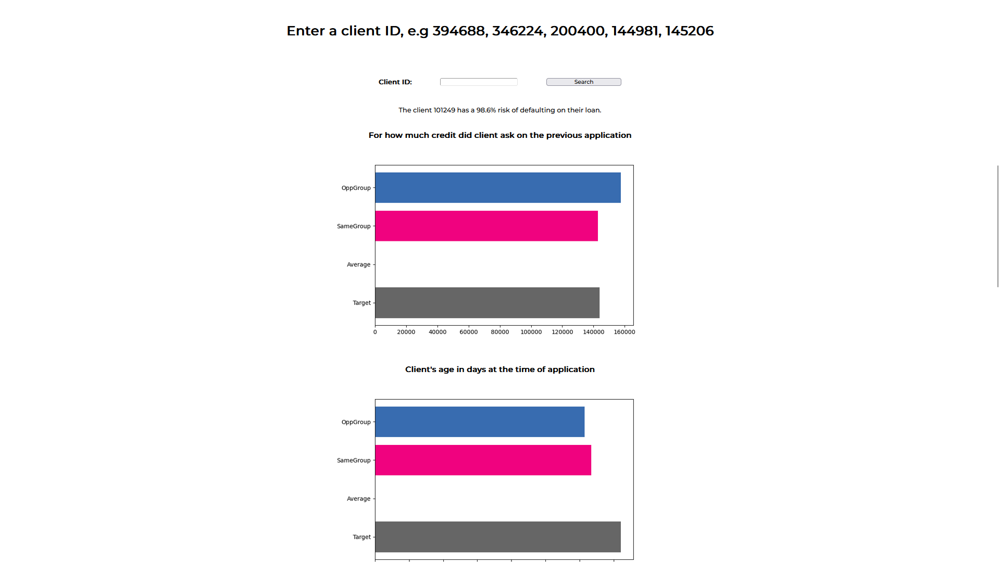 Enter a client ID, e.g 394688, 346224, 200400, 144981, 145206
Client ID:
Search
The client 101249 has a 98.6% risk of defaulting on their loan.
For how much credit did client ask on the previous application
OppGroup
SameGroup
Average
Target
0 20000 40000 60000 80000 100000 120000 140000 160000
Client's age in days at the time of application
OppGroup
SameGroup
Average
Target